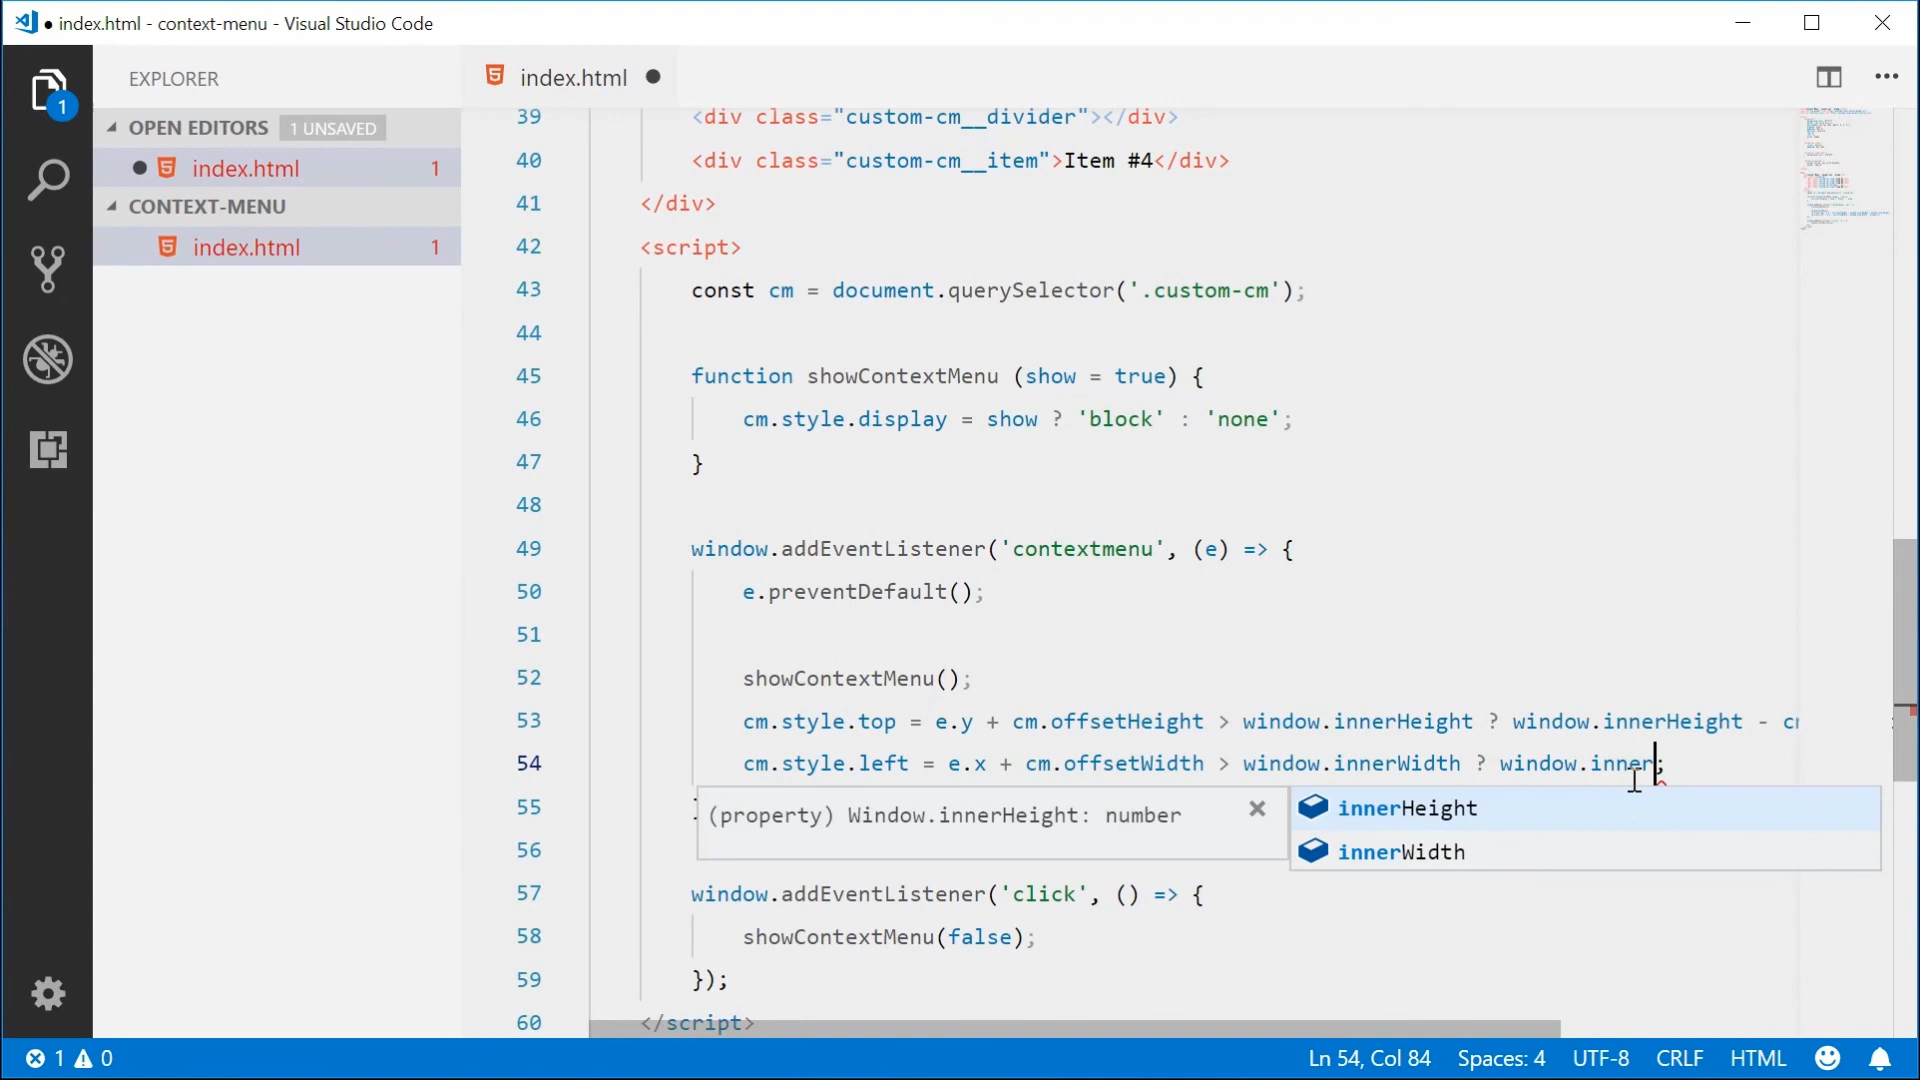 ● index.html - context-menu - Visual Studio Code
EXPLORER
index.html ●
1
OPEN EDITORS 1 UNSAVED
● index.html 1
CONTEXT-MENU
index.html 1
39 <div class="custom-cm__divider"></div>
40 <div class="custom-cm__item">Item #4</div>
41 </div>
42 <script>
43 const cm = document.querySelector('.custom-cm');
44
45 function showContextMenu (show = true) {
46 cm.style.display = show ? 'block' : 'none';
47 }
48
49 window.addEventListener('contextmenu', (e) => {
50 e.preventDefault();
51
52 showContextMenu();
53 cm.style.top = e.y + cm.offsetHeight > window.innerHeight ? window.innerHeight -
54 cm.style.left = e.x + cm.offsetWidth > window.innerWidth ? window.inner;
55
(property) Window.innerHeight: number
innerHeight
innerWidth
56
57 window.addEventListener('click', () => {
58 showContextMenu(false);
59 });
60 </script>
1 0
Ln 54, Col 84 Spaces: 4 UTF-8 CRLF HTML